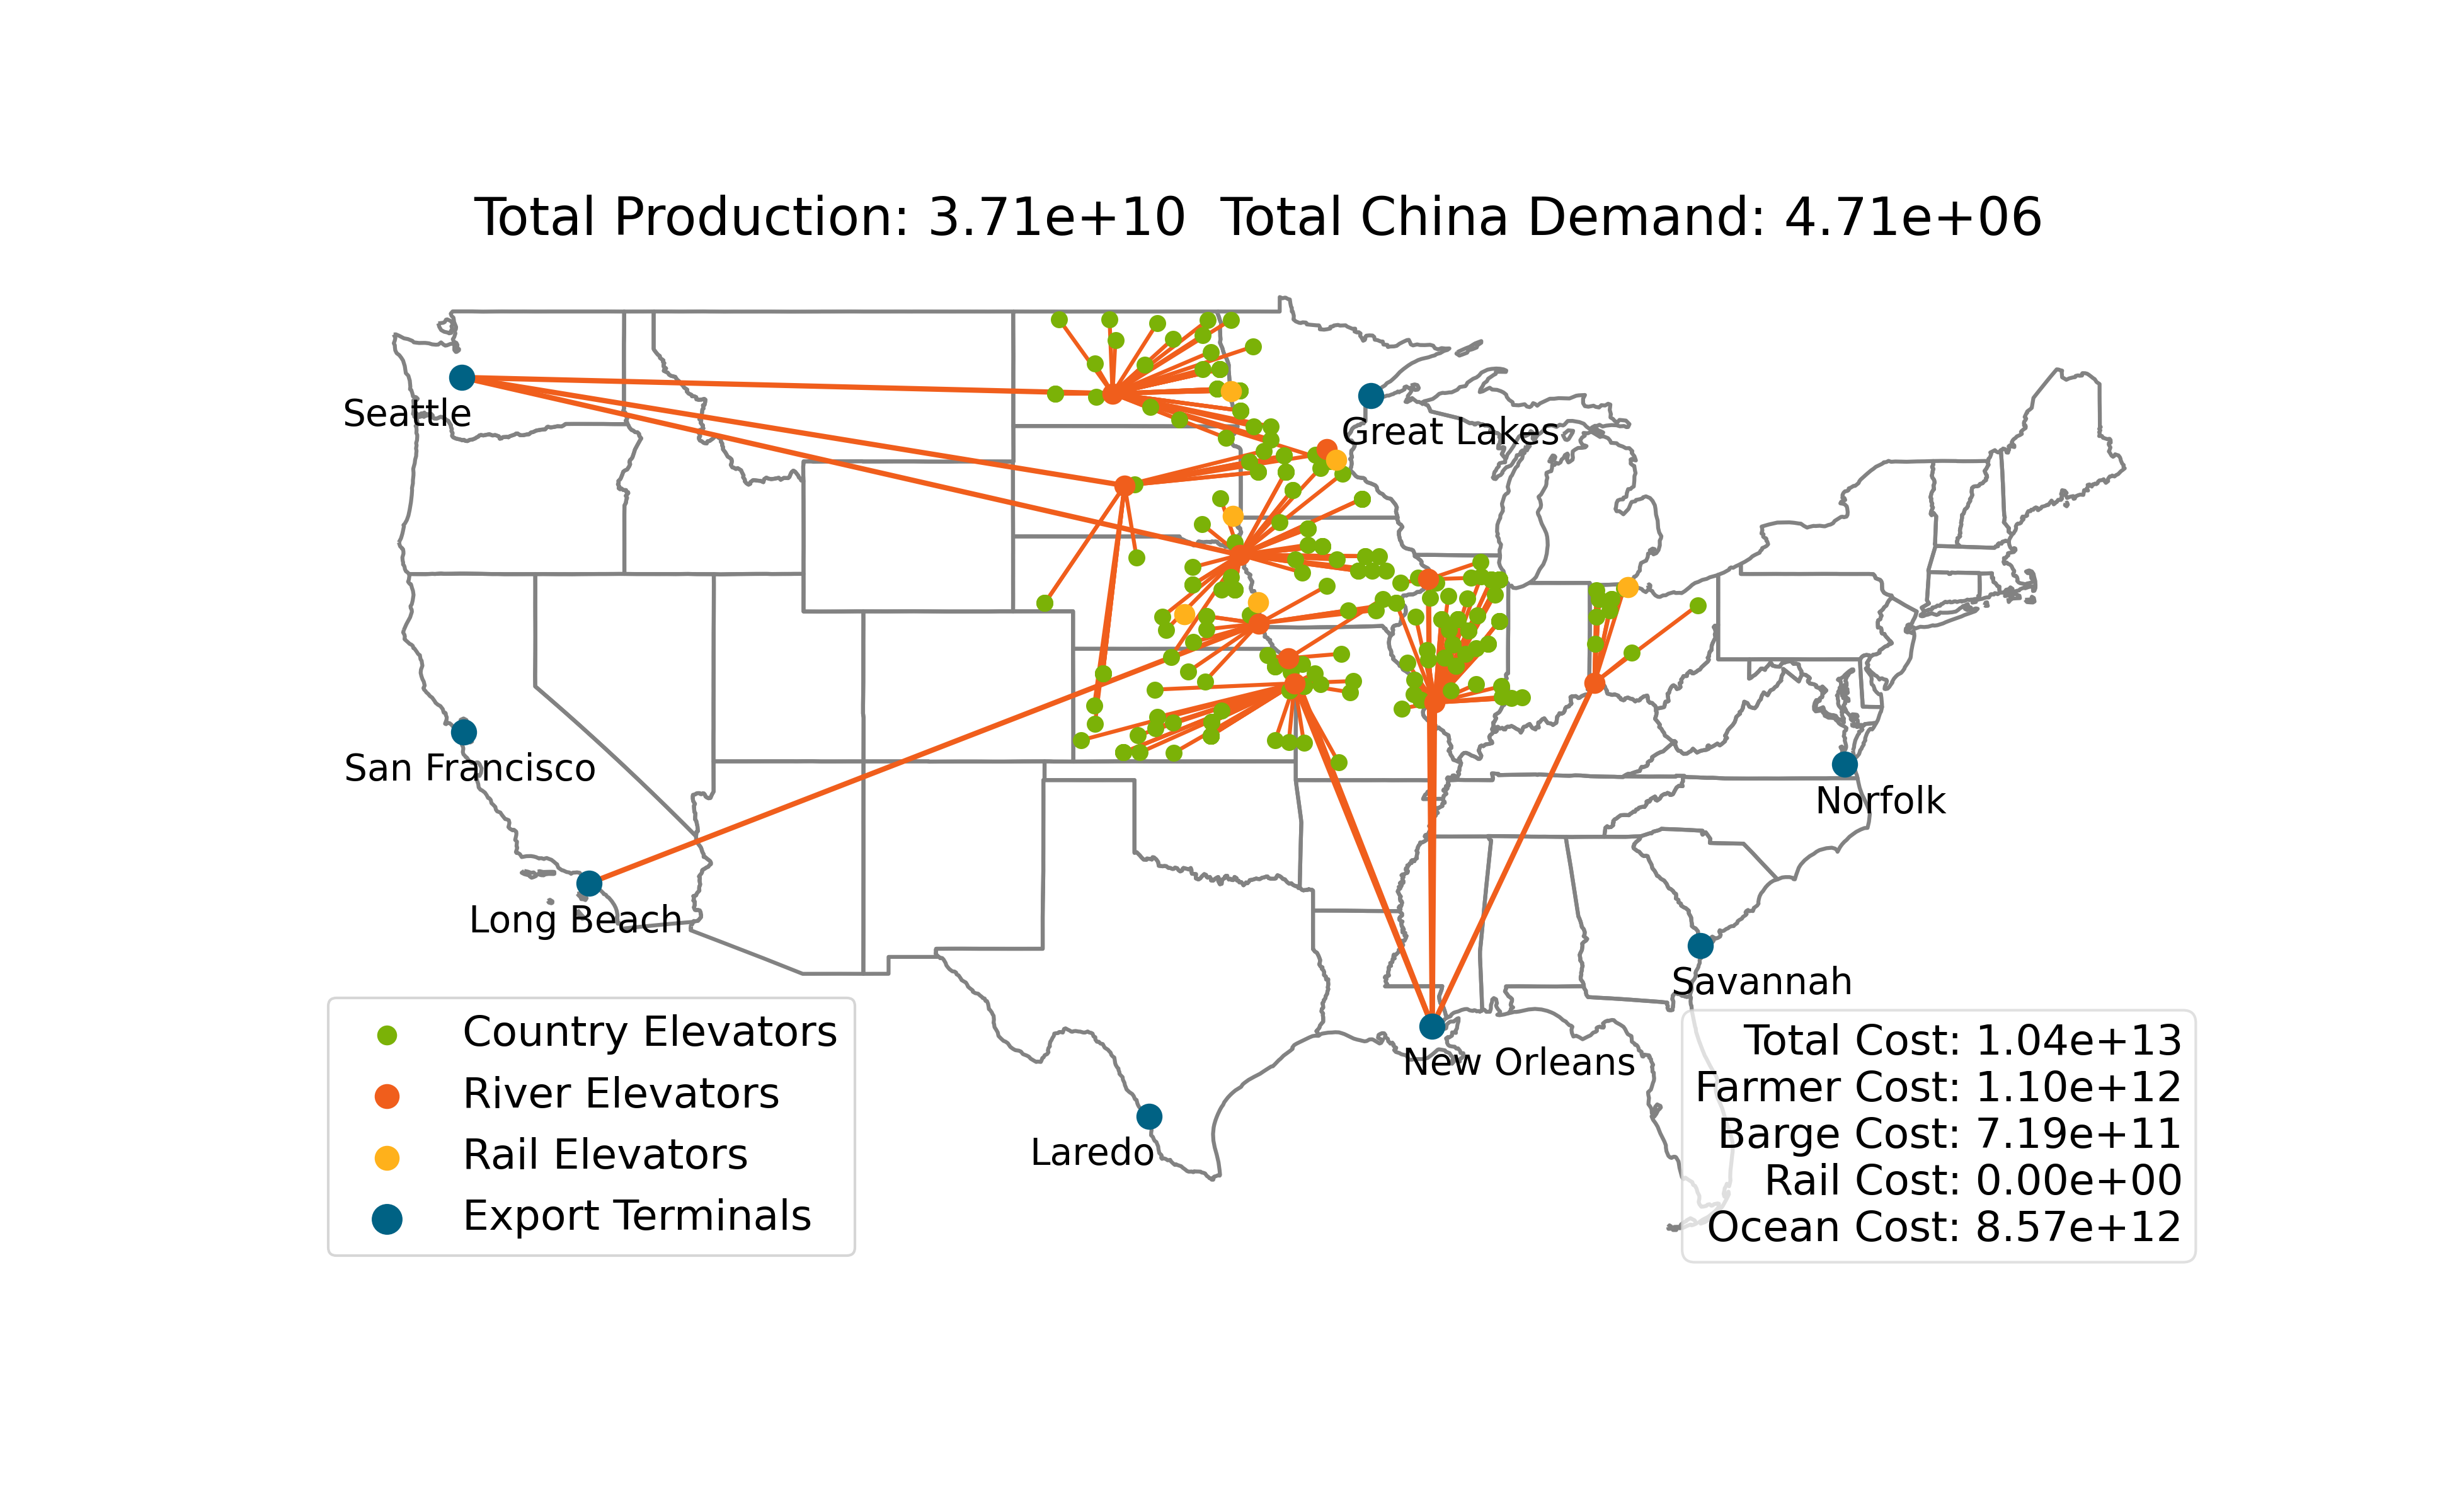 Total Production: 3.71e+10  Total China Demand: 4.71e+06
Seattle
Great Lakes
San Francisco
Norfolk
Long Beach
Savannah
New Orleans
Laredo
Country Elevators
River Elevators
Rail Elevators
Export Terminals
Total Cost: 1.04e+13
Farmer Cost: 1.10e+12
Barge Cost: 7.19e+11
Rail Cost: 0.00e+00
Ocean Cost: 8.57e+12